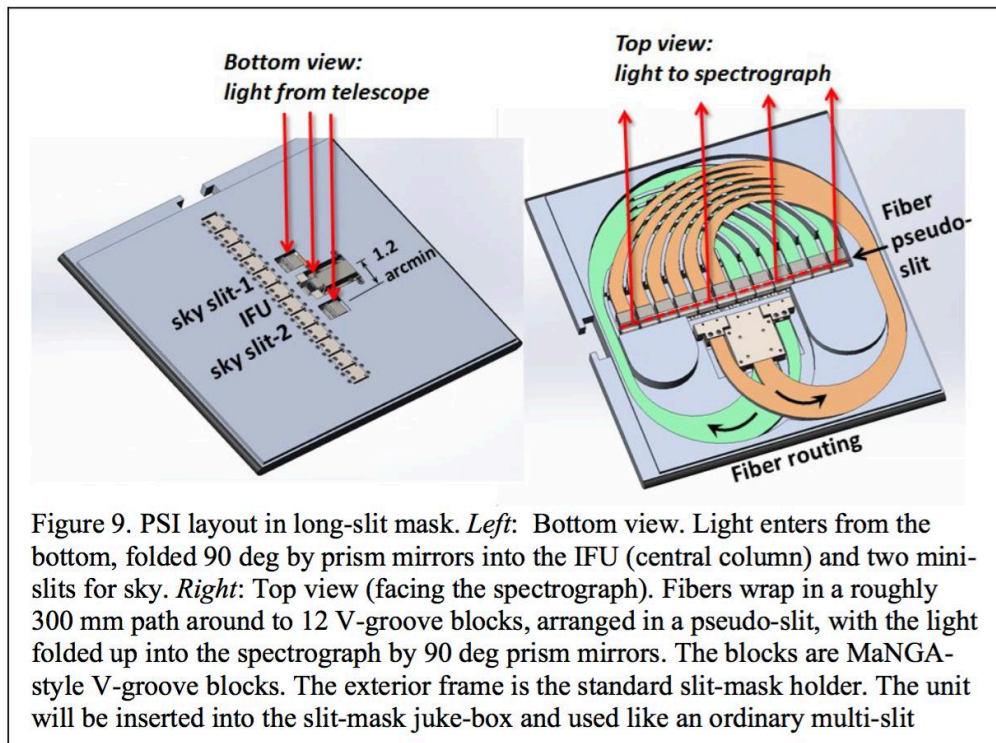 Bottom view:
light from telescope
Top view:
light to spectrograph
sky slit-1
IFU
sky slit-2
1.2
arcmin
Fiber
pseudo-
slit
Fiber routing
Figure 9. PSI layout in long-slit mask. Left: Bottom view. Light enters from the
bottom, folded 90 deg by prism mirrors into the IFU (central column) and two mini-
slits for sky. Right: Top view (facing the spectrograph). Fibers wrap in a roughly
300 mm path around to 12 V-groove blocks, arranged in a pseudo-slit, with the light
folded up into the spectrograph by 90 deg prism mirrors. The blocks are MaNGA-
style V-groove blocks. The exterior frame is the standard slit-mask holder. The unit
will be inserted into the slit-mask juke-box and used like an ordinary multi-slit